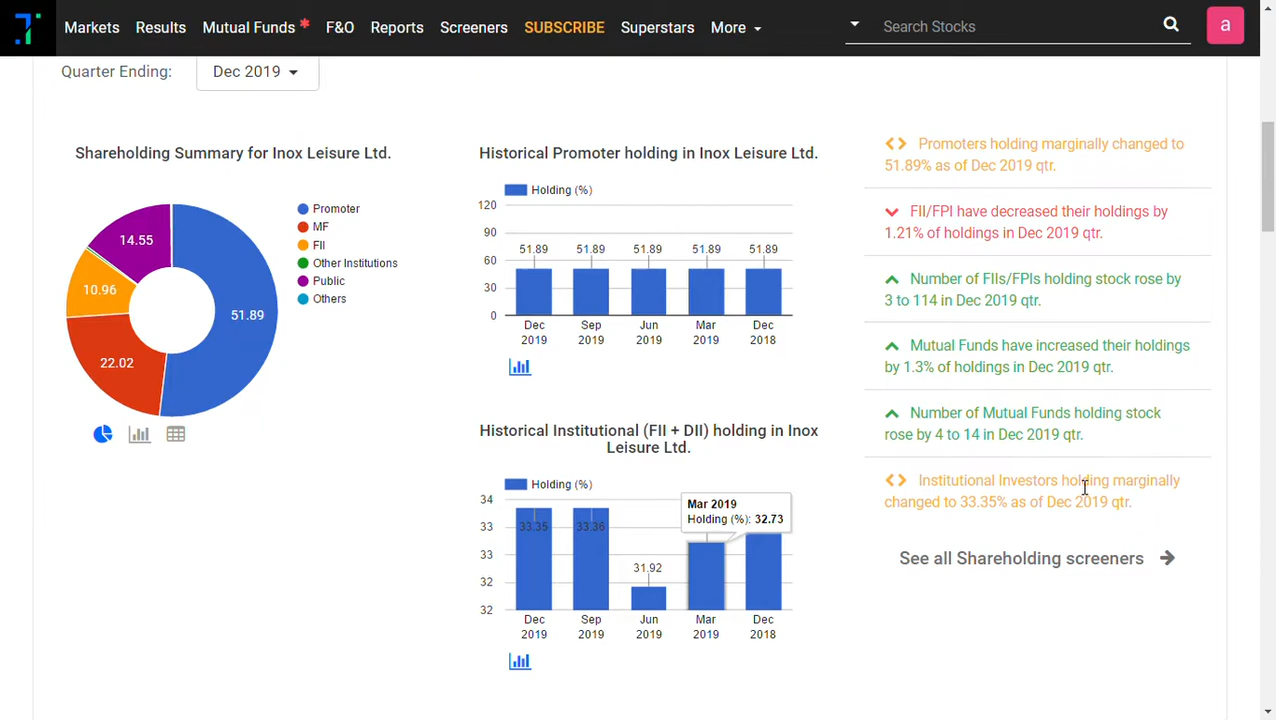 Markets Results Mutual Funds * F&O Reports Screeners SUBSCRIBE Superstars More Search Stocks a
Quarter Ending: Dec 2019
Shareholding Summary for Inox Leisure Ltd.
14.55
10.96
51.89
22.02
Promoter
MF
FII
Other Institutions
Public
Others
Historical Promoter holding in Inox Leisure Ltd.
Holding (%)
120
90
60
30
0
51.89 51.89 51.89 51.89 51.89
Dec Sep Jun Mar Dec
2019 2019 2019 2019 2018
Historical Institutional (FII + DII) holding in Inox
Leisure Ltd.
Holding (%)
34
33
33
32
32
33.35 33.36 31.92
Mar 2019
Holding (%): 32.73
Dec Sep Jun Mar Dec
2019 2019 2019 2019 2018
Promoters holding marginally changed to
51.89% as of Dec 2019 qtr.
FII/FPI have decreased their holdings by
1.21% of holdings in Dec 2019 qtr.
Number of FIIs/FPIs holding stock rose by
3 to 114 in Dec 2019 qtr.
Mutual Funds have increased their holdings
by 1.3% of holdings in Dec 2019 qtr.
Number of Mutual Funds holding stock
rose by 4 to 14 in Dec 2019 qtr.
Institutional Investors holding marginally
changed to 33.35% as of Dec 2019 qtr.
See all Shareholding screeners